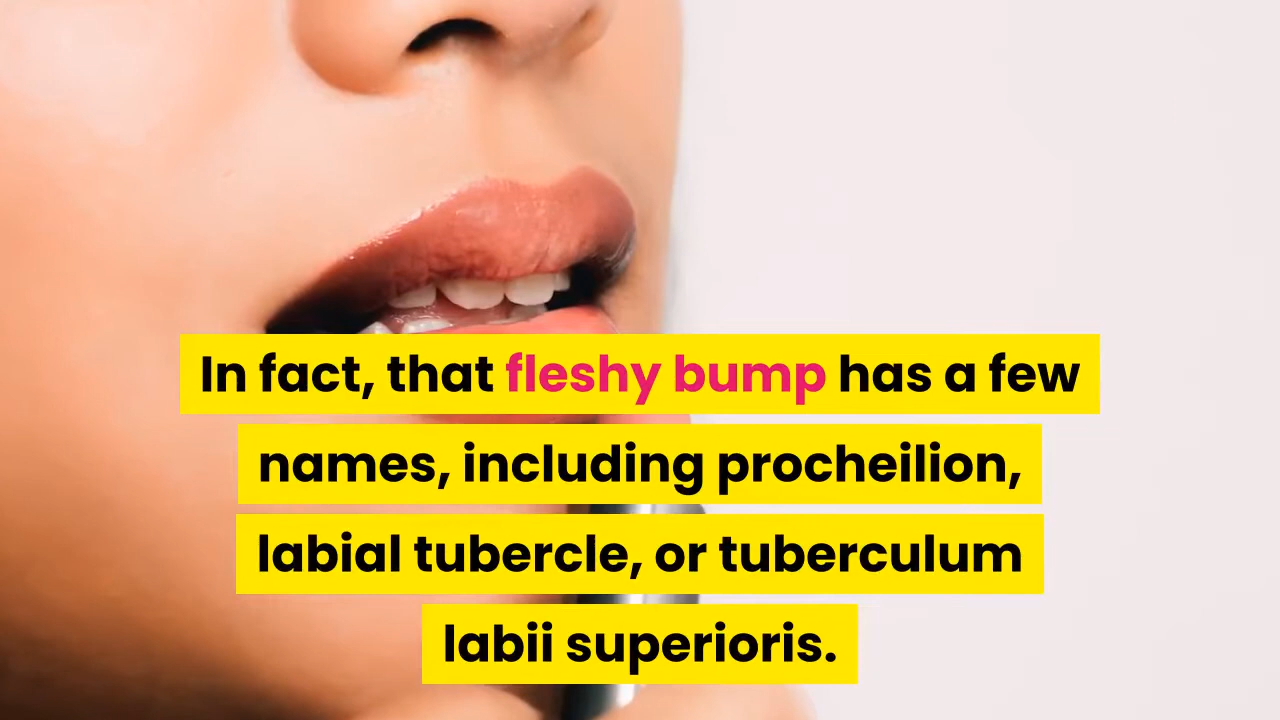 In fact, that fleshy bump has a few
names, including procheilion,
labial tubercle, or tuberculum
labii superioris.